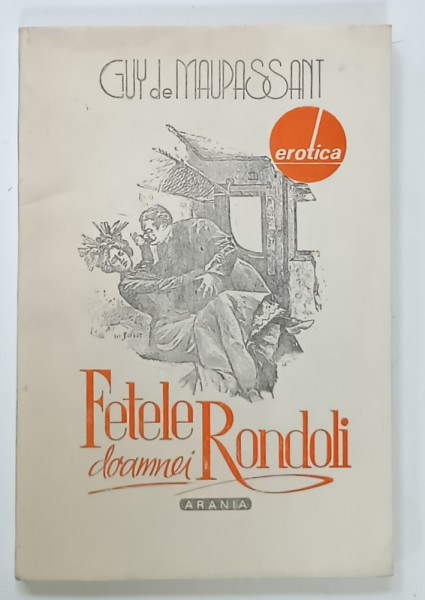 GUY de MAUPASSANT
erotica
Fetele
doamnei Rondoli
ARANIA